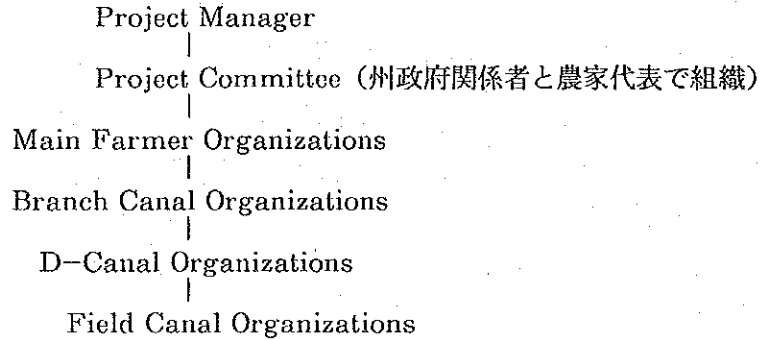 Project Manager
Project Committee（州政府関係者と農家代表で組織）
Main Farmer Organizations
Branch Canal Organizations
D−Canal Organizations
Field Canal Organizations